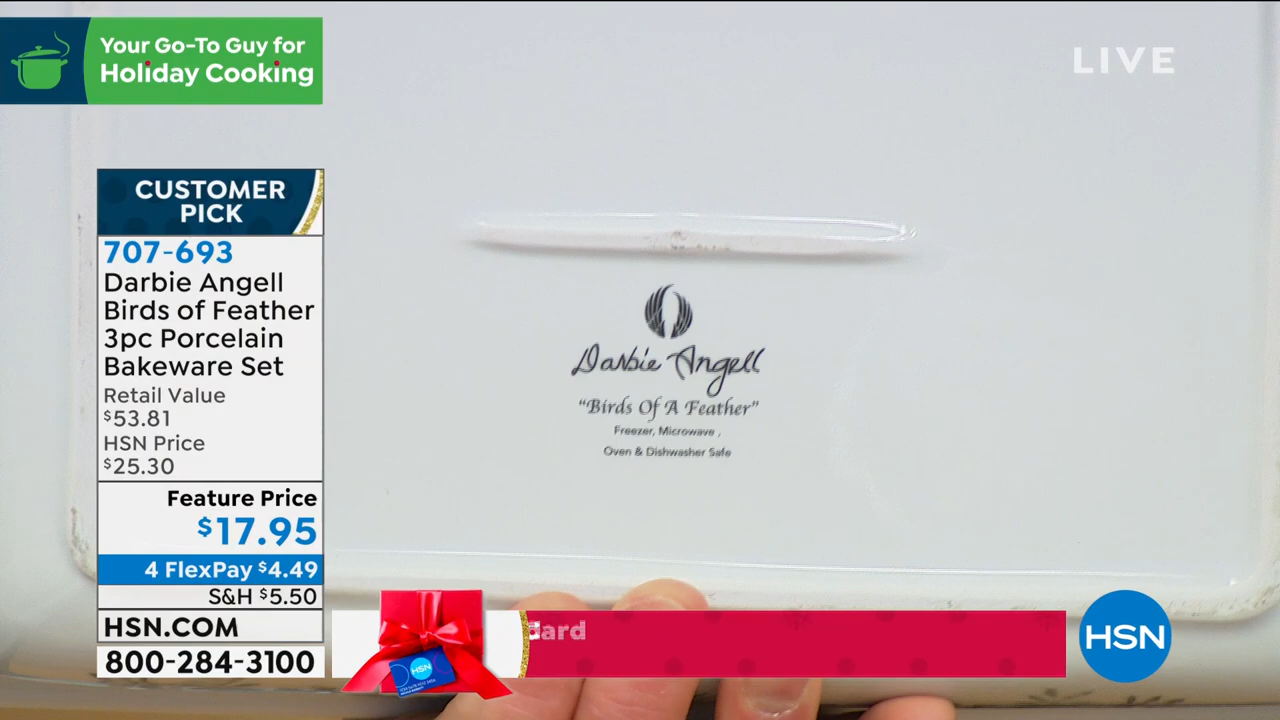 Your Go-To Guy for
Holiday Cooking
LIVE
CUSTOMER
PICK
707-693
Darbie Angell
Birds of Feather
3pc Porcelain
Bakeware Set
Retail Value
$53.81
HSN Price
$25.30
Feature Price
$17.95
4 FlexPay $4.49
S&H $5.50
HSN.COM
800-284-3100
Darbie Angell
"Birds Of A Feather"
Freezer, Microwave ,
Oven & Dishwasher Safe
HSN
HSN